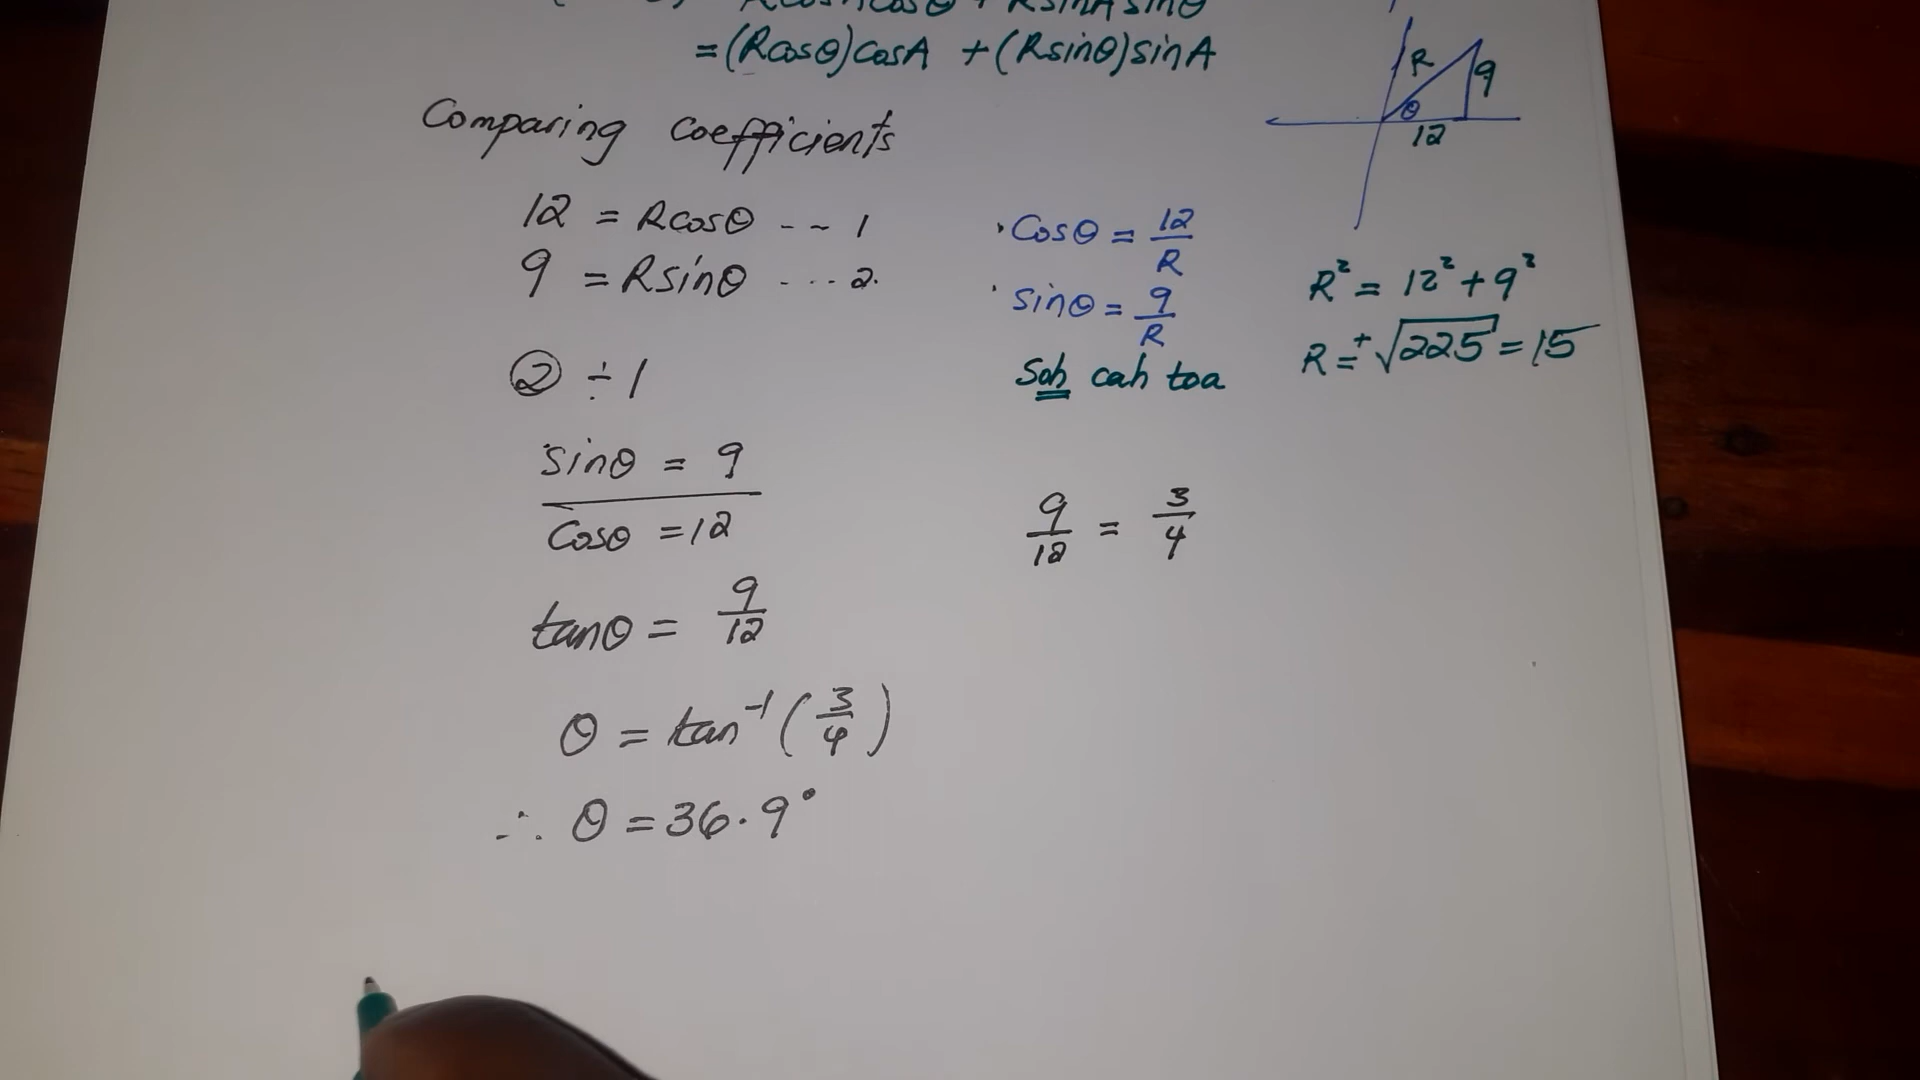 RcosAcosθ + RsinAsinθ
=(Rcosθ)cosA +(Rsinθ)sinA
R
9
θ
12
Comparing coefficients
12 = Rcosθ -- 1
9 = Rsinθ ---- 2.
Cosθ = 12/R
sinθ = 9/R
R² = 12² + 9²
R = ±√225 = 15
Soh cah toa
② ÷ 1
sinθ = 9
Cosθ = 12
9/12 = 3/4
tanθ = 9/12
θ = tan⁻¹(3/4)
∴ θ = 36.9°